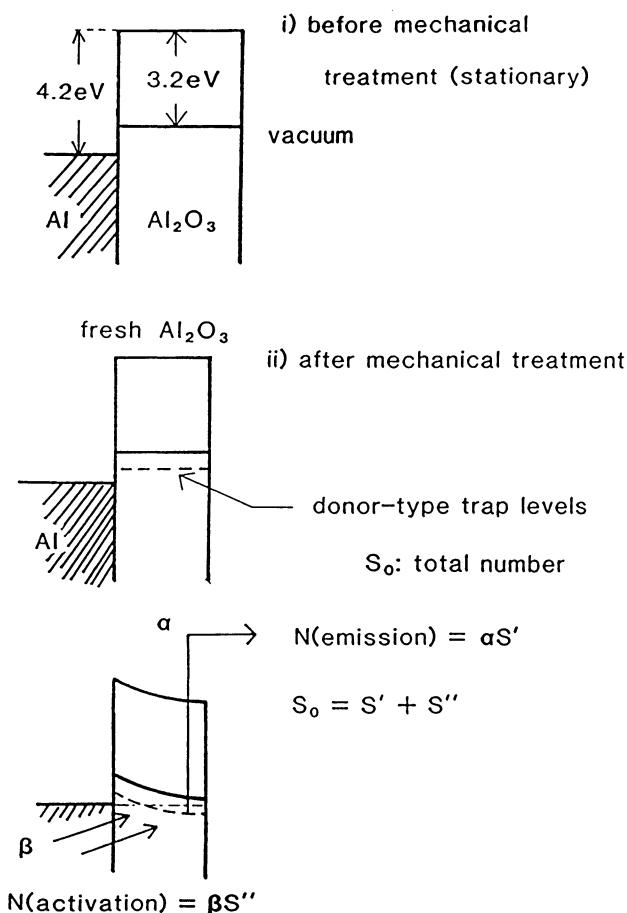 i) before mechanical
treatment (stationary)
4.2eV
3.2eV
vacuum
Al
Al₂O₃
fresh Al₂O₃
ii) after mechanical treatment
donor-type trap levels
Al
S₀: total number
α
N(emission) = αS′
S₀ = S′ + S″
β
N(activation) = βS″